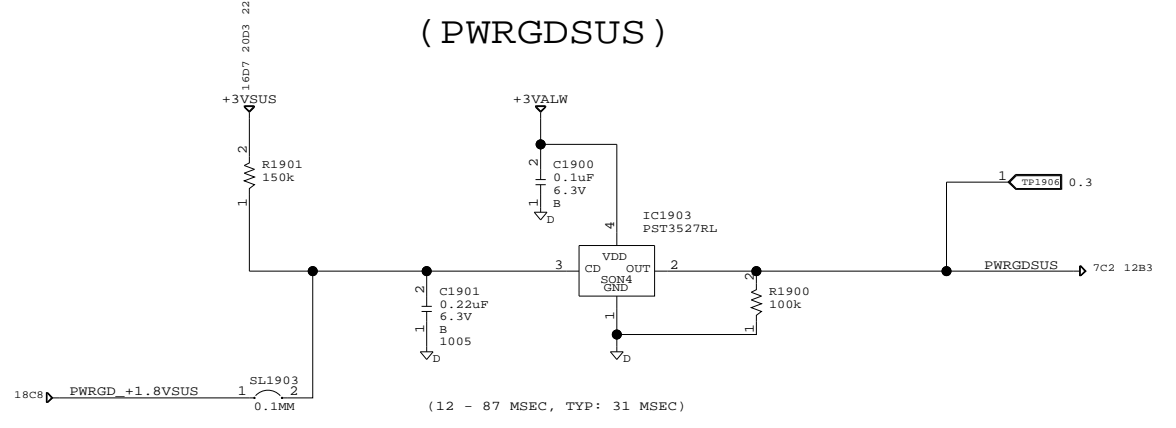 16D7 20D3 22
(PWRGDSUS)
+3VSUS
+3VALW
2
R1901
150k
1
2
C1900
0.1uF
6.3V
B
1
D
1
TP1906
0.3
4
IC1903
PST3527RL
VDD
3
CD
OUT
2
SON4
GND
1
D
PWRGDSUS
7C2 12B3
2
C1901
0.22uF
6.3V
B
1005
1
D
2
R1900
100k
1
18C8
PWRGD_+1.8VSUS
1
SL1903
2
0.1MM
(12 - 87 MSEC, TYP: 31 MSEC)